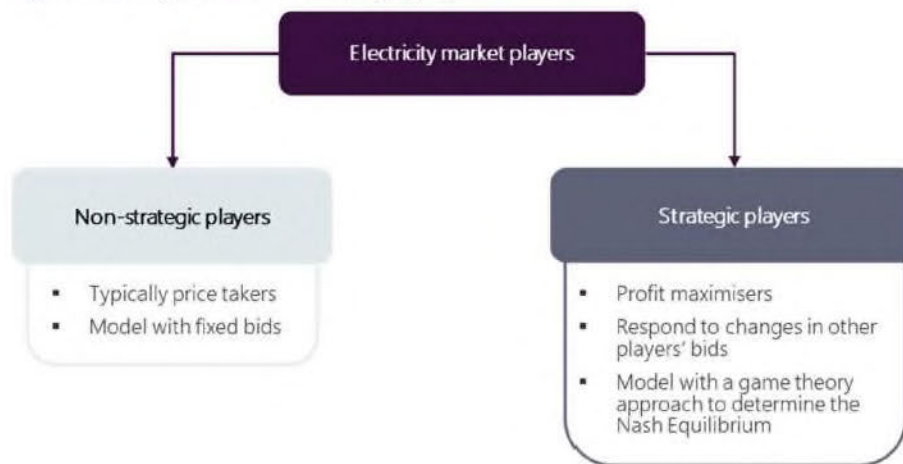 Electricity market players
Non-strategic players
▪ Typically price takers
▪ Model with fixed bids
Strategic players
▪ Profit maximisers
▪ Respond to changes in other
players' bids
▪ Model with a game theory
approach to determine the
Nash Equilibrium